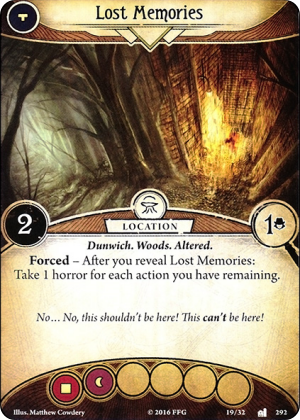 Lost Memories
2
LOCATION
1
Dunwich. Woods. Altered.
Forced – After you reveal Lost Memories:
Take 1 horror for each action you have remaining.
No… No, this shouldn't be here! This can't be here!
Illus. Matthew Cowdery © 2016 FFG 19/32 292